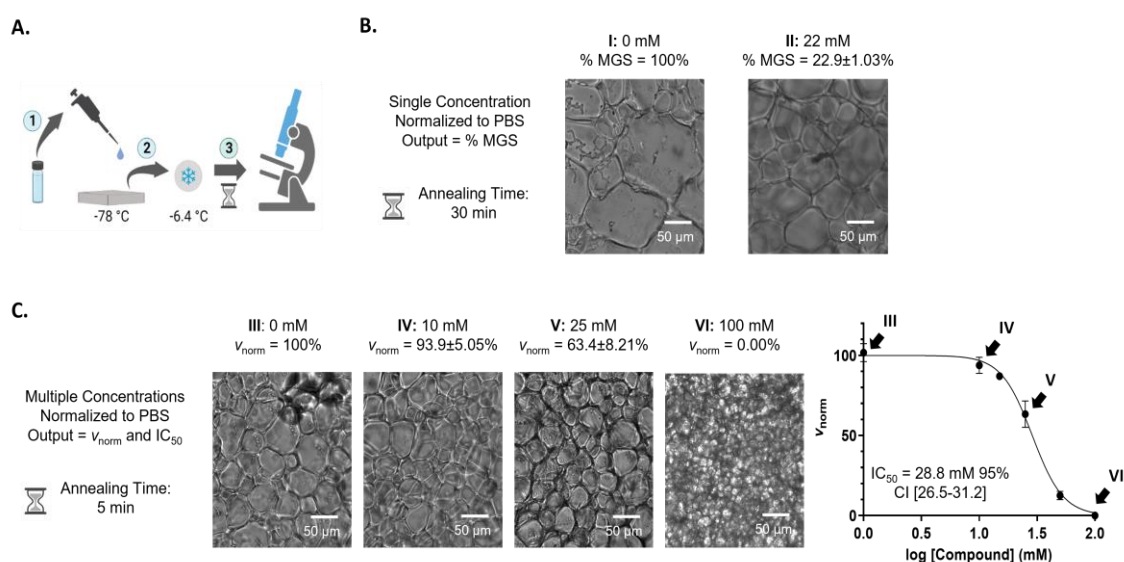 A.
1
2
3
-78 °C
-6.4 °C
B.
I: 0 mM
% MGS = 100%
II: 22 mM
% MGS = 22.9±1.03%
Single Concentration
Normalized to PBS
Output = % MGS
Annealing Time:
30 min
50 µm
50 µm
C.
III: 0 mM
vnorm = 100%
IV: 10 mM
vnorm = 93.9±5.05%
V: 25 mM
vnorm = 63.4±8.21%
VI: 100 mM
vnorm = 0.00%
Multiple Concentrations
Normalized to PBS
Output = vnorm and IC50
Annealing Time:
5 min
50 µm
50 µm
50 µm
50 µm
III
IV
V
VI
vnorm
100
50
0
IC50 = 28.8 mM 95%
CI [26.5-31.2]
0.0 0.5 1.0 1.5 2.0
log [Compound] (mM)